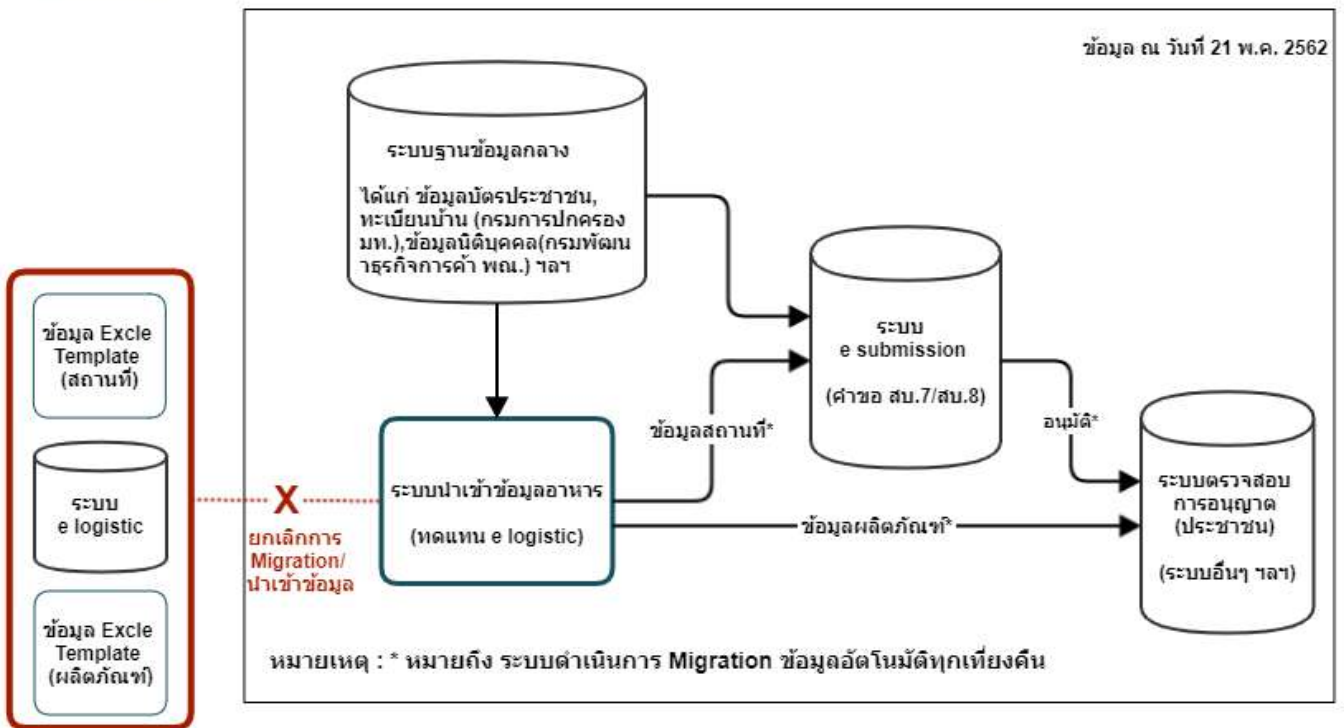 ข้อมูล ณ วันที่ 21 พ.ค. 2562
ระบบฐานข้อมูลกลาง
ได้แก่ ข้อมูลบัตรประชาชน,
ทะเบียนบ้าน (กรมการปกครอง
มท.),ข้อมูลนิติบุคคล(กรมพัฒน
าธุรกิจการค้า พณ.) ฯลฯ
ข้อมูล Excle
Template
(สถานที่)
ระบบ
e logistic
ข้อมูล Excle
Template
(ผลิตภัณฑ์)
X
ยกเลิกการ
Migration/
นำเข้าข้อมูล
ระบบนำเข้าข้อมูลอาหาร
(ทดแทน e logistic)
ข้อมูลสถานที่*
ข้อมูลผลิตภัณฑ์*
ระบบ
e submission
(คำขอ สบ.7/สบ.8)
อนุมัติ*
ระบบตรวจสอบ
การอนุญาต
(ประชาชน)
(ระบบอื่นๆ ฯลฯ)
หมายเหตุ : * หมายถึง ระบบดำเนินการ Migration ข้อมูลอัตโนมัติทุกเที่ยงคืน